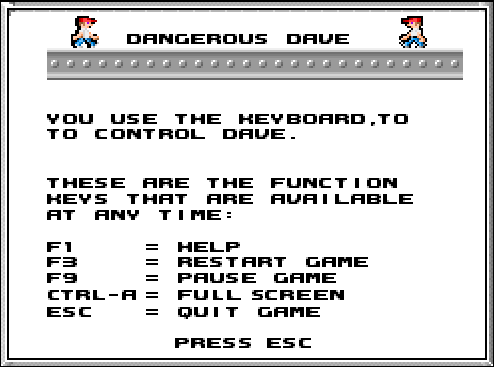 DANGEROUS DAVE
YOU USE THE KEYBOARD,TO
TO CONTROL DAVE.
THESE ARE THE FUNCTION
KEYS THAT ARE AVAILABLE
AT ANY TIME:
F1 = HELP
F3 = RESTART GAME
F9 = PAUSE GAME
CTRL-A = FULL SCREEN
ESC = QUIT GAME
PRESS ESC